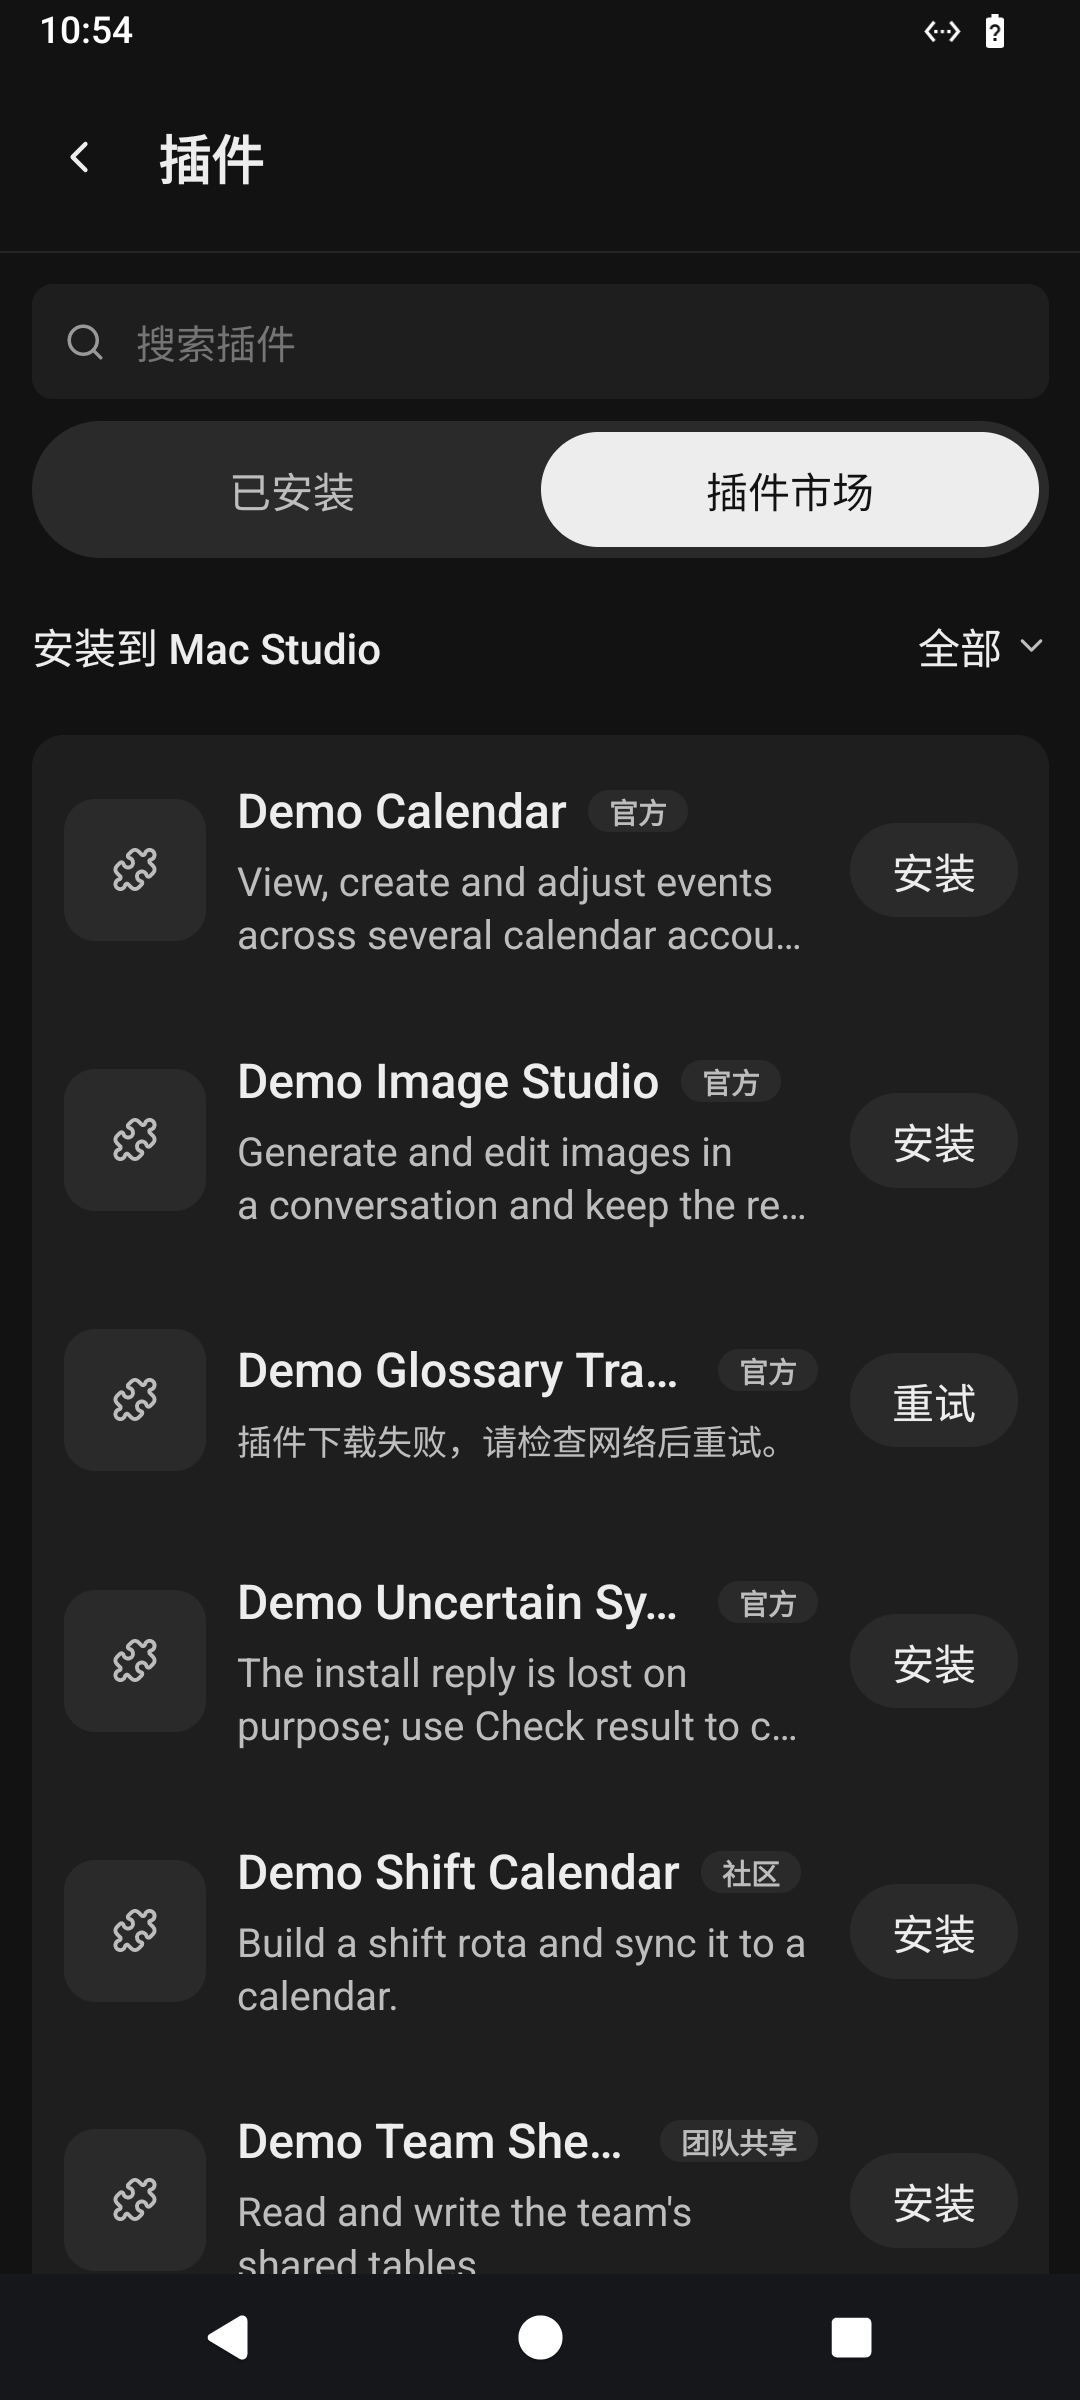 10:54
插件
搜索插件
已安装
插件市场
安装到 Mac Studio
全部
Demo Calendar 官方
View, create and adjust events
across several calendar accou…
安装
Demo Image Studio 官方
Generate and edit images in
a conversation and keep the re…
安装
Demo Glossary Tra… 官方
插件下载失败，请检查网络后重试。
重试
Demo Uncertain Sy… 官方
The install reply is lost on
purpose; use Check result to c…
安装
Demo Shift Calendar 社区
Build a shift rota and sync it to a
calendar.
安装
Demo Team She… 团队共享
Read and write the team's
shared tables
安装